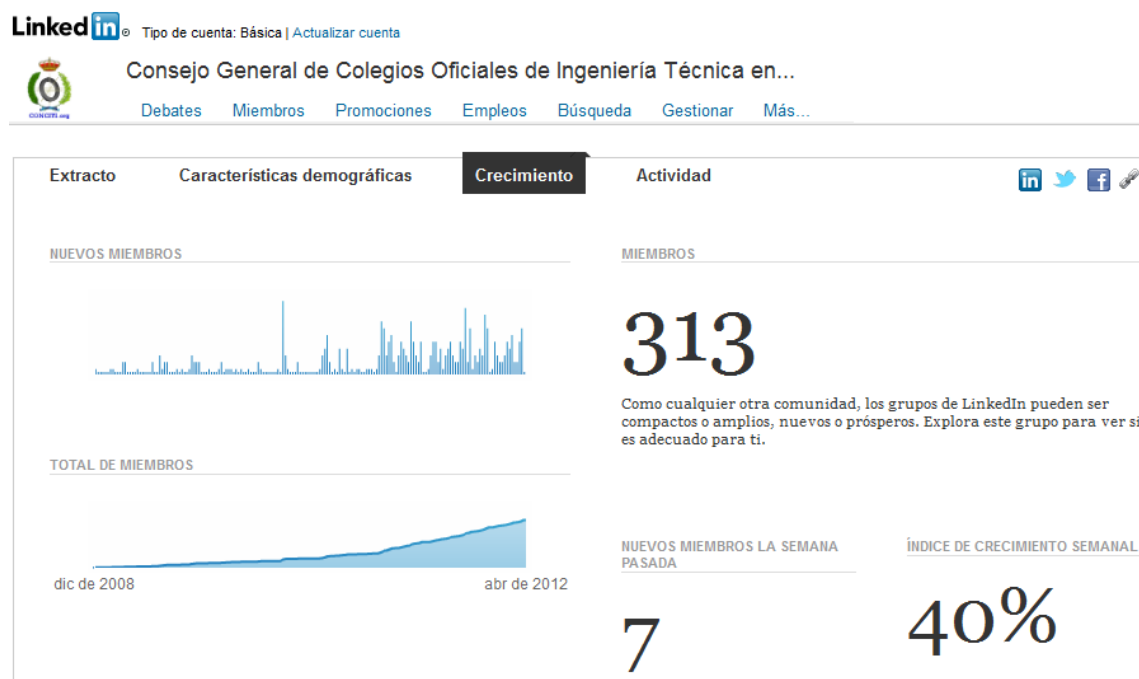 Linked in ® Tipo de cuenta: Básica | Actualizar cuenta
Consejo General de Colegios Oficiales de Ingeniería Técnica en...
CONCITI.org
Debates Miembros Promociones Empleos Búsqueda Gestionar Más...
Extracto Características demográficas Crecimiento Actividad
in f
NUEVOS MIEMBROS
MIEMBROS
313
Como cualquier otra comunidad, los grupos de LinkedIn pueden ser
compactos o amplios, nuevos o prósperos. Explora este grupo para ver si
es adecuado para ti.
TOTAL DE MIEMBROS
dic de 2008 abr de 2012
NUEVOS MIEMBROS LA SEMANA
PASADA
7
ÍNDICE DE CRECIMIENTO SEMANAL
40%